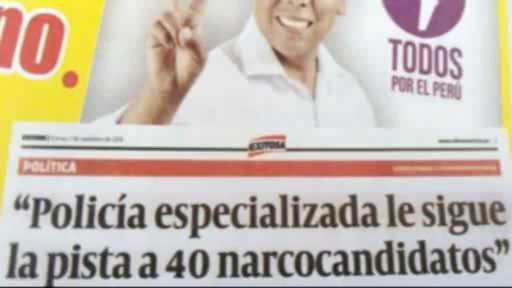 no.
TODOS
POR EL PERÚ
EXITOSA
POLÍTICA
“Policía especializada le sigue
la pista a 40 narcocandidatos”